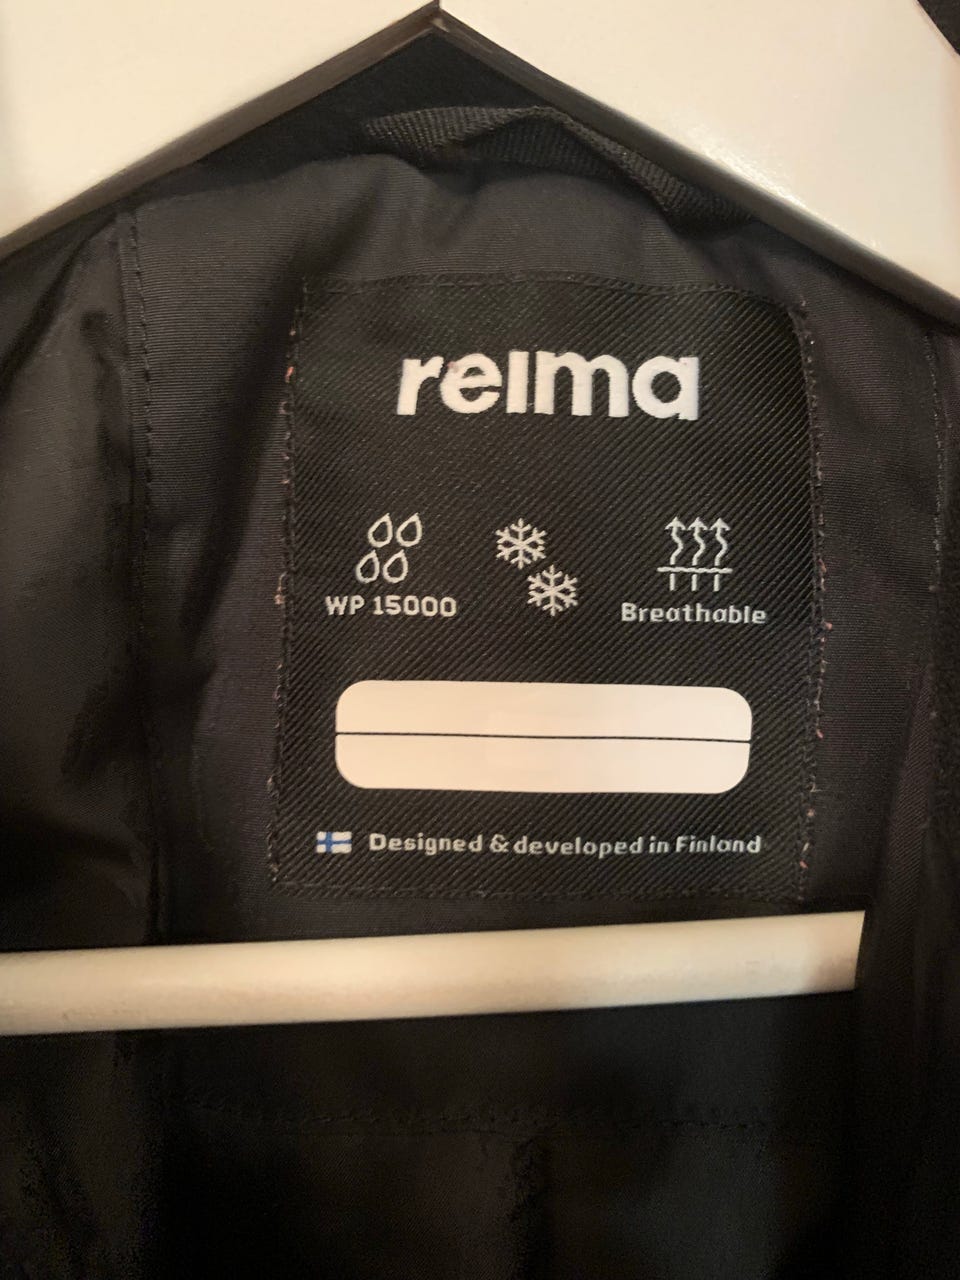 reima
WP 15000
Breathable
Designed & developed in Finland